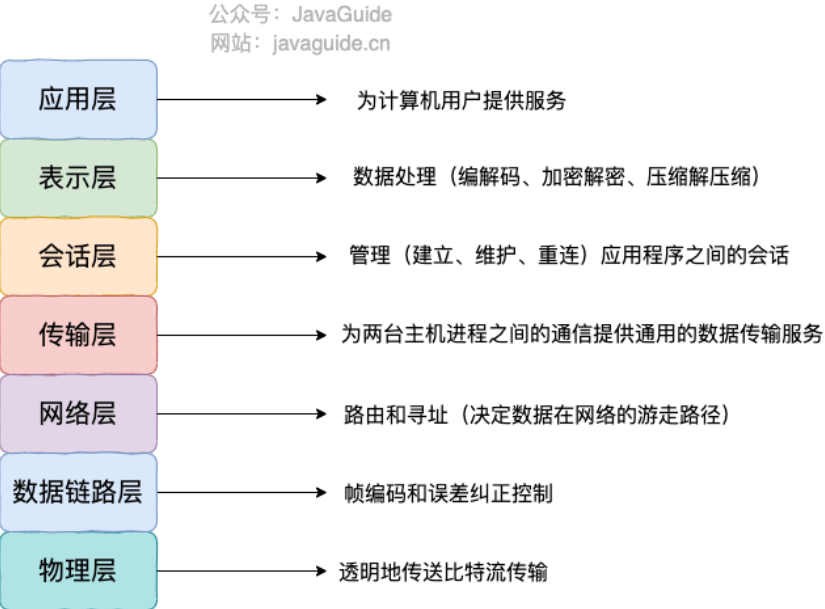 公众号：JavaGuide
网站：javaguide.cn
应用层
为计算机用户提供服务
表示层
数据处理（编解码、加密解密、压缩解压缩）
会话层
管理（建立、维护、重连）应用程序之间的会话
传输层
为两台主机进程之间的通信提供通用的数据传输服务
网络层
路由和寻址（决定数据在网络的游走路径）
数据链路层
帧编码和误差纠正控制
物理层
透明地传送比特流传输